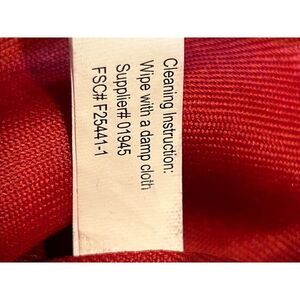 Cleaning Instruction:
Wipe with a damp cloth
Supplier# 01945
FSC# F25441-1